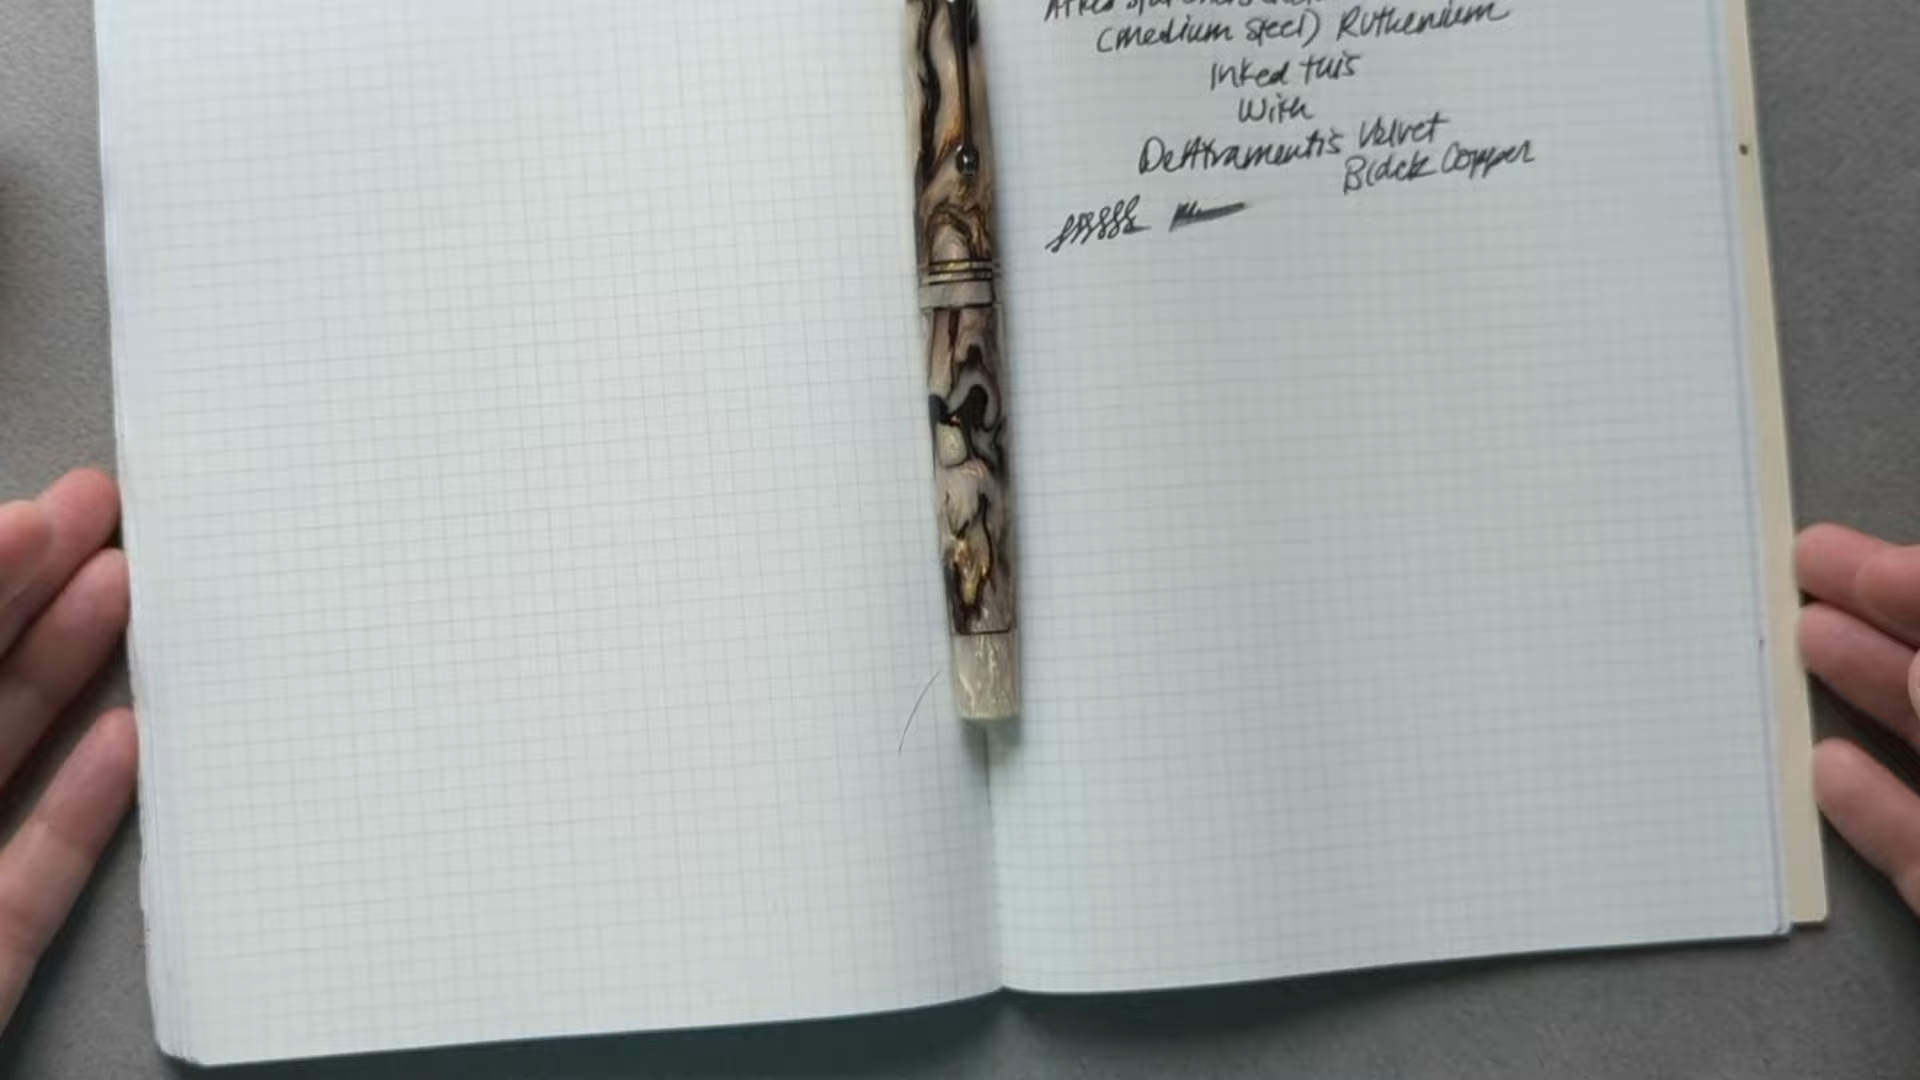 (medium steel) Ruthenium
Inked this
With
DeAtramentis Velvet
Black Copper